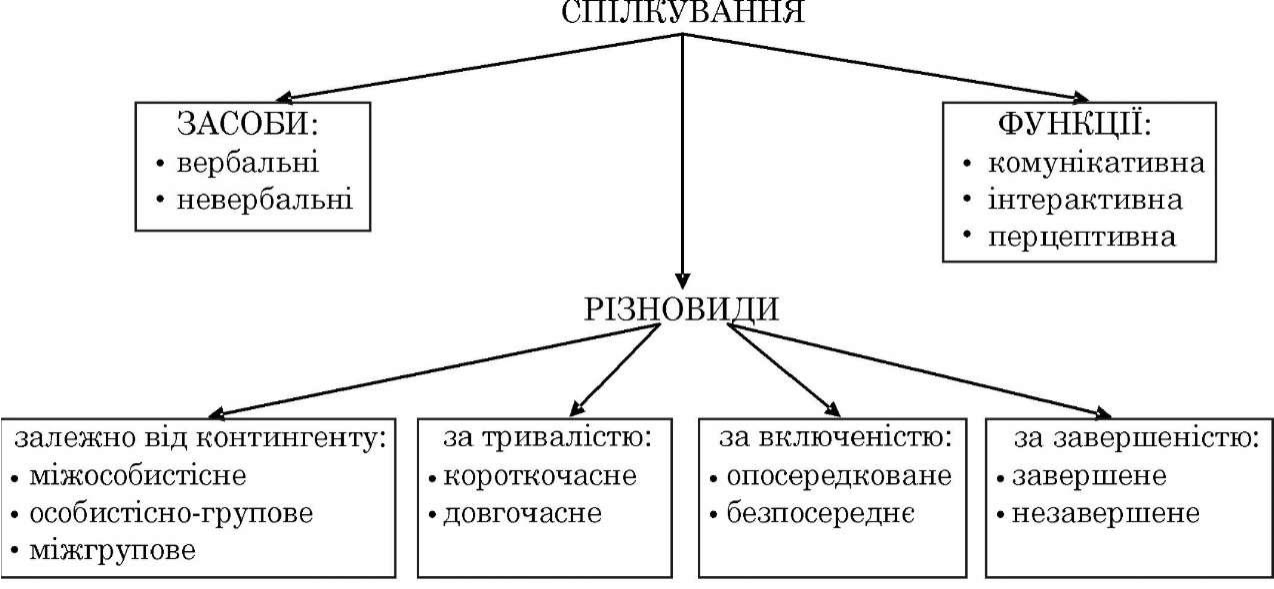 СПІЛКУВАННЯ
ЗАСОБИ:
• вербальні
• невербальні
ФУНКЦІЇ:
• комунікативна
• інтерактивна
• перцептивна
РІЗНОВИДИ
залежно від контингенту:
• міжособистісне
• особистісно-групове
• міжгрупове
за тривалістю:
• короткочасне
• довгочасне
за включеністю:
• опосередковане
• безпосереднє
за завершеністю:
• завершене
• незавершене